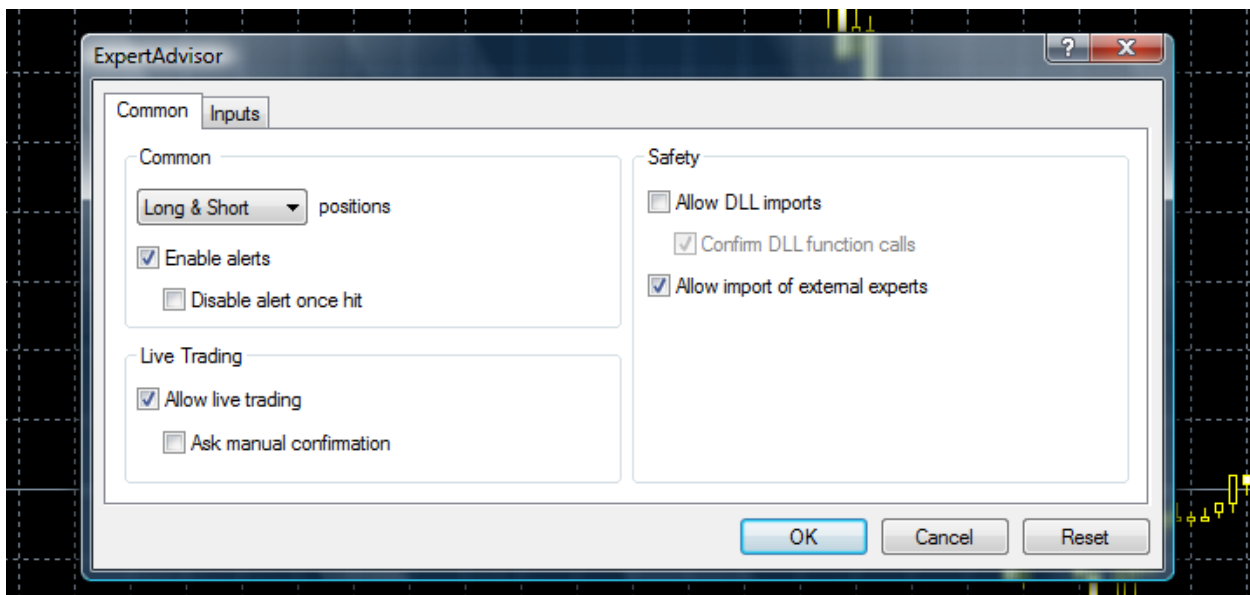 ExpertAdvisor
?
X
Common
Inputs
Common
Long & Short
positions
Enable alerts
Disable alert once hit
Live Trading
Allow live trading
Ask manual confirmation
Safety
Allow DLL imports
Confirm DLL function calls
Allow import of external experts
OK
Cancel
Reset